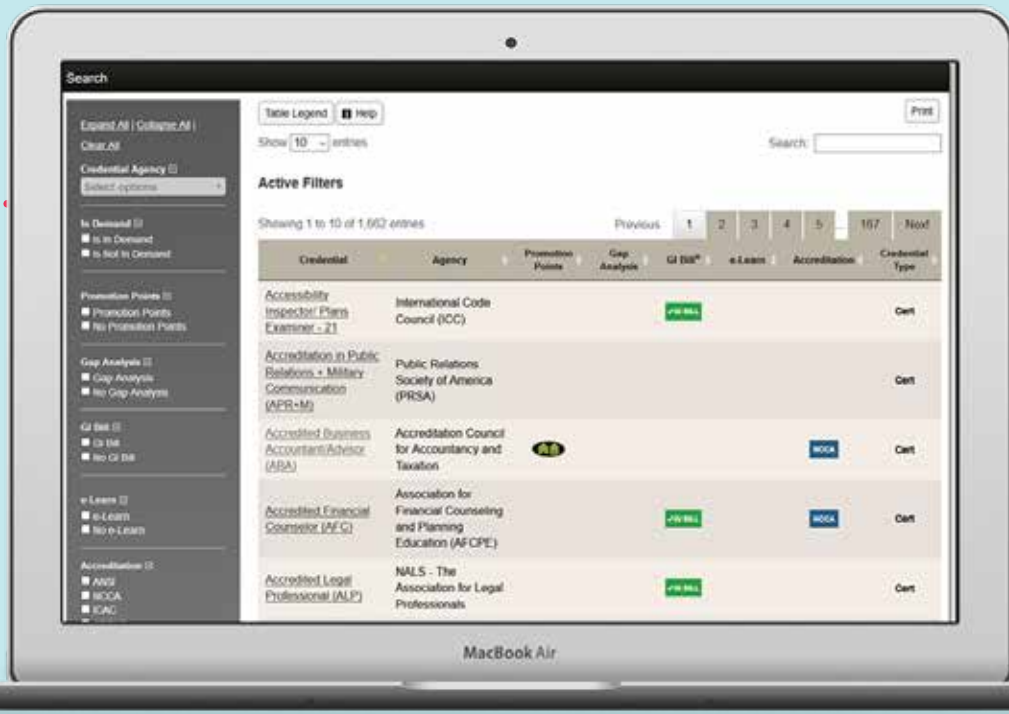 Search
Expand All | Collapse All |
Clear All
Credential Agency
Select options
Is Demand
Is In Demand
Is Not In Demand
Promotion Points
Promotion Points
No Promotion Points
Gap Analysis
Gap Analysis
No Gap Analysis
GI Bill
GI Bill
No GI Bill
e-Learn
e-Learn
No e-Learn
Accreditation
ANSI
NCCA
ICAC
Table Legend Help Print
Show 10 entries Search:
Active Filters
Showing 1 to 10 of 1,662 entries Previous 1 2 3 4 5 ... 167 Next
Credential Agency Promotion Points Gap Analysis GI Bill® e-Learn Accreditation Credential Type
Accessibility
Inspector/ Plans
Examiner - 21
International Code
Council (ICC)
GI BILL
Cert
Accreditation in Public
Relations + Military
Communication
(APR+M)
Public Relations
Society of America
(PRSA)
Cert
Accredited Business
Accountant/Advisor
(ABA)
Accreditation Council
for Accountancy and
Taxation
NCCA
Cert
Accredited Financial
Counselor (AFC)
Association for
Financial Counseling
and Planning
Education (AFCPE)
GI BILL
NCCA
Cert
Accredited Legal
Professional (ALP)
NALS - The
Association for Legal
Professionals
GI BILL
Cert
MacBook Air